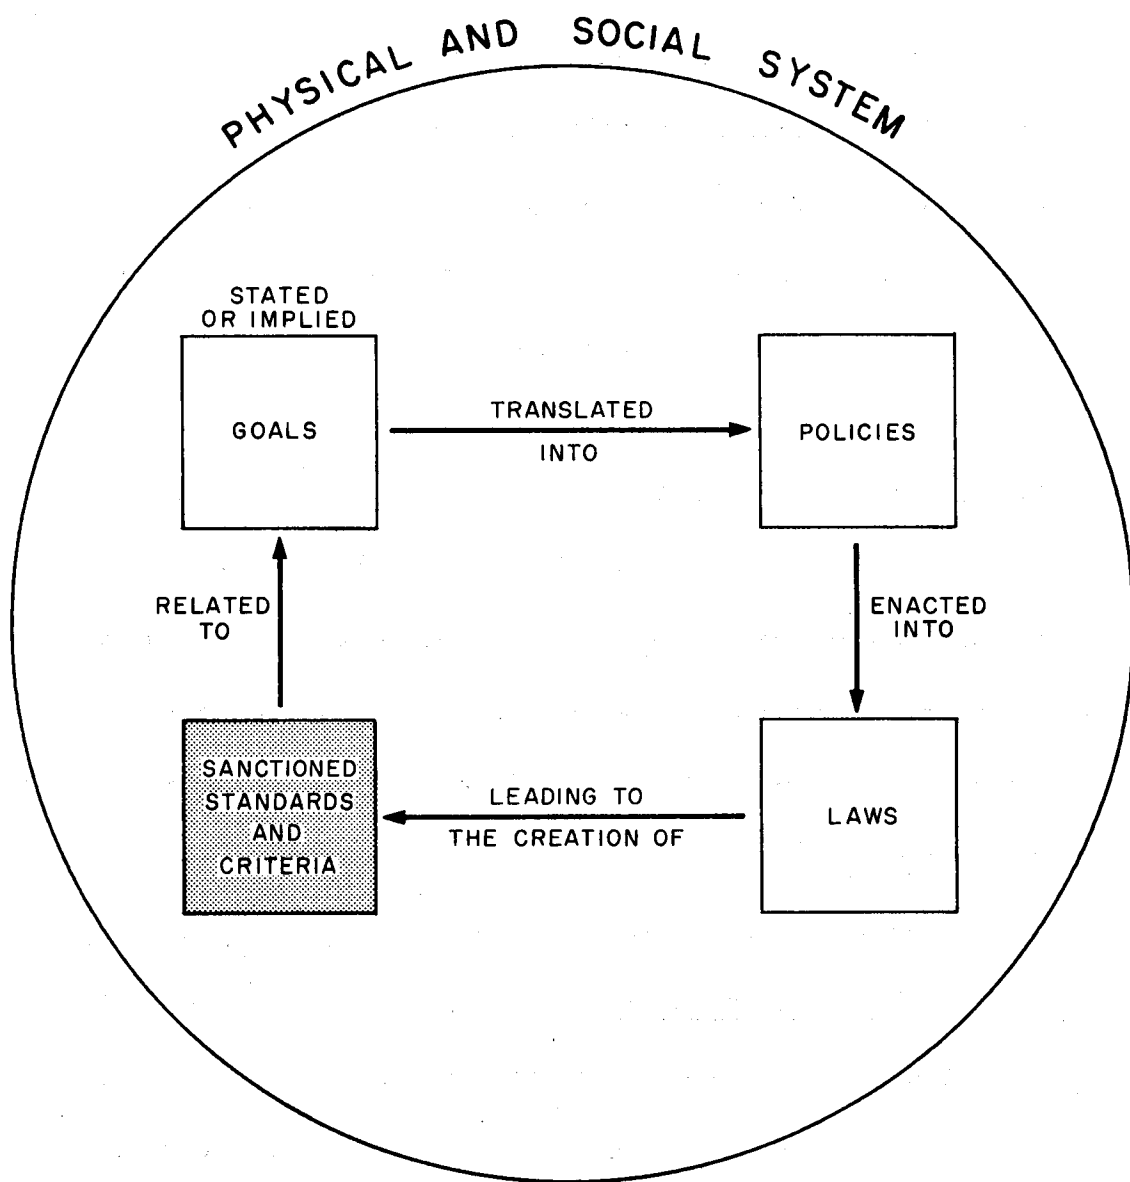 PHYSICAL AND SOCIAL SYSTEM
STATED
OR IMPLIED
GOALS
TRANSLATED
INTO
POLICIES
RELATED
TO
ENACTED
INTO
SANCTIONED
STANDARDS
AND
CRITERIA
LEADING TO
THE CREATION OF
LAWS